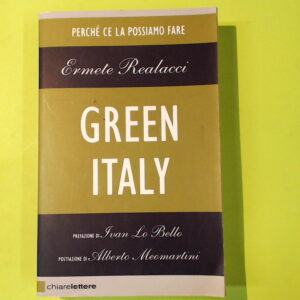 PERCHÉ CE LA POSSIAMO FARE
Ermete Realacci
GREEN
ITALY
PREFAZIONE DI Ivan Lo Bello
POSTFAZIONE DI Alberto Meomartini
chiarelettere